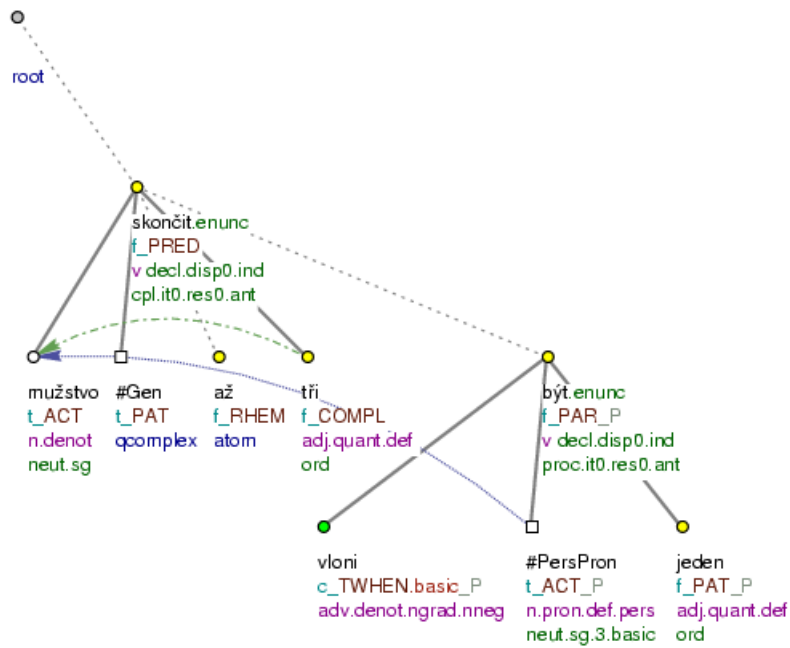 root
skončit.enunc
f_PRED
v decl.disp0.ind
cpl.it0.res0.ant
mužstvo
t_ACT
n.denot
neut.sg
#Gen
t_PAT
qcomplex
až
f_RHEM
atom
tři
f_COMPL
adj.quant.def
ord
být.enunc
f_PAR_P
v decl.disp0.ind
proc.it0.res0.ant
vloni
c_TWHEN.basic_P
adv.denot.ngrad.nneg
#PersPron
t_ACT_P
n.pron.def.pers
neut.sg.3.basic
jeden
f_PAT_P
adj.quant.def
ord